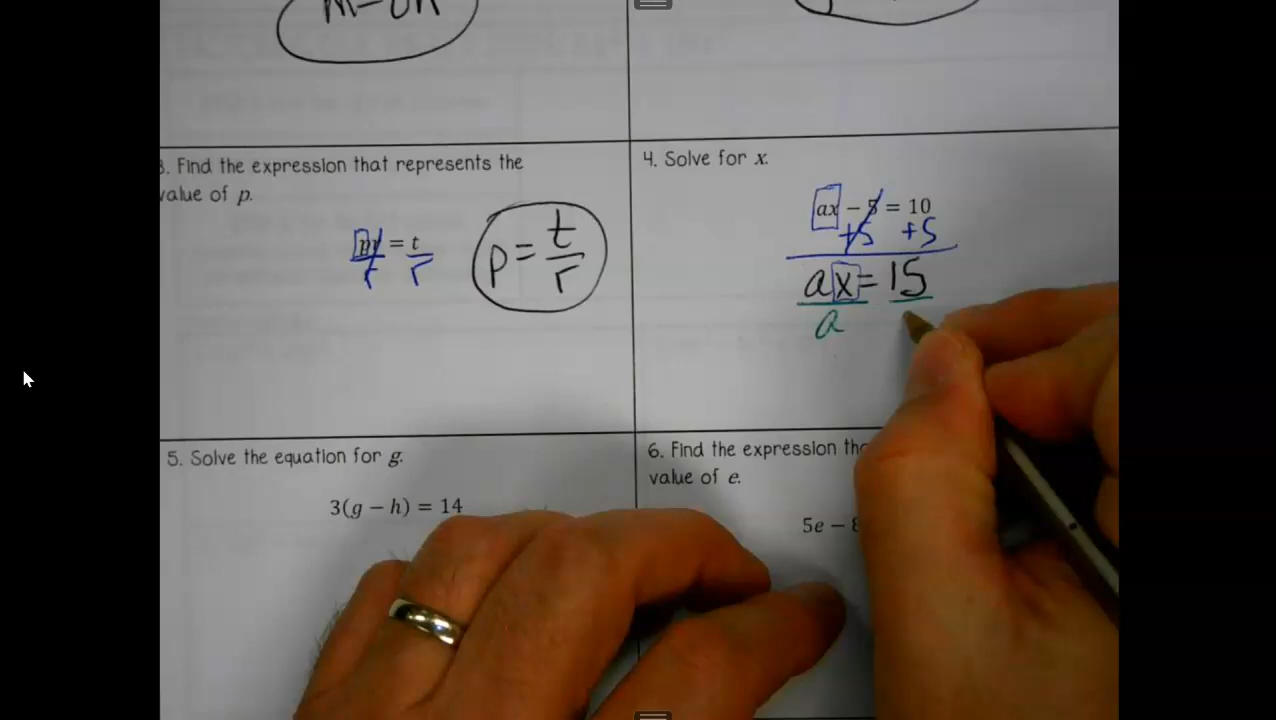 3. Find the expression that represents the
value of p.
pr = t
r r
p = t/r
4. Solve for x.
ax − 5 = 10
+5 +5
ax = 15
a
5. Solve the equation for g.
3(g − h) = 14
6. Find the expression
value of e.
5e − 8